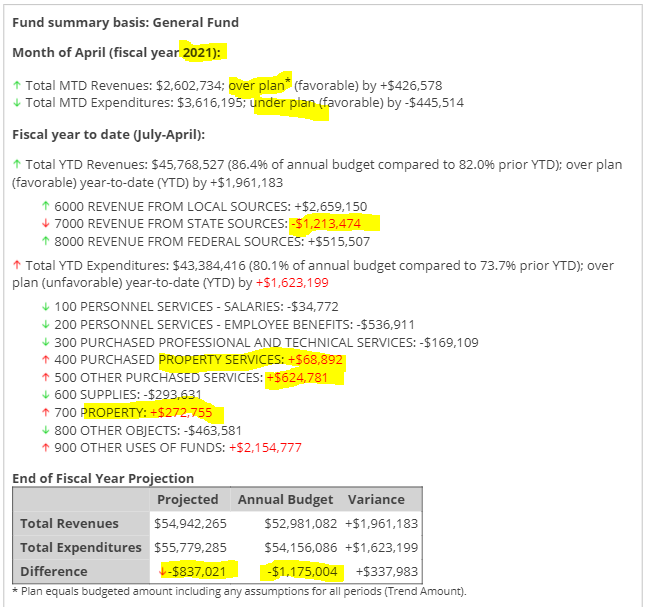 Fund summary basis: General Fund
Month of April (fiscal year 2021):
↑ Total MTD Revenues: $2,602,734; over plan* (favorable) by +$426,578
↓ Total MTD Expenditures: $3,616,195; under plan (favorable) by -$445,514
Fiscal year to date (July-April):
↑ Total YTD Revenues: $45,768,527 (86.4% of annual budget compared to 82.0% prior YTD); over plan
(favorable) year-to-date (YTD) by +$1,961,183
↑ 6000 REVENUE FROM LOCAL SOURCES: +$2,659,150
↓ 7000 REVENUE FROM STATE SOURCES: -$1,213,474
↑ 8000 REVENUE FROM FEDERAL SOURCES: +$515,507
↑ Total YTD Expenditures: $43,384,416 (80.1% of annual budget compared to 73.7% prior YTD); over
plan (unfavorable) year-to-date (YTD) by +$1,623,199
↓ 100 PERSONNEL SERVICES - SALARIES: -$34,772
↓ 200 PERSONNEL SERVICES - EMPLOYEE BENEFITS: -$536,911
↓ 300 PURCHASED PROFESSIONAL AND TECHNICAL SERVICES: -$169,109
↑ 400 PURCHASED PROPERTY SERVICES: +$68,892
↑ 500 OTHER PURCHASED SERVICES: +$624,781
↓ 600 SUPPLIES: -$293,631
↑ 700 PROPERTY: +$272,755
↓ 800 OTHER OBJECTS: -$463,581
↑ 900 OTHER USES OF FUNDS: +$2,154,777
End of Fiscal Year Projection
Projected Annual Budget Variance
Total Revenues $54,942,265 $52,981,082 +$1,961,183
Total Expenditures $55,779,285 $54,156,086 +$1,623,199
Difference ↓-$837,021 -$1,175,004 +$337,983
* Plan equals budgeted amount including any assumptions for all periods (Trend Amount).